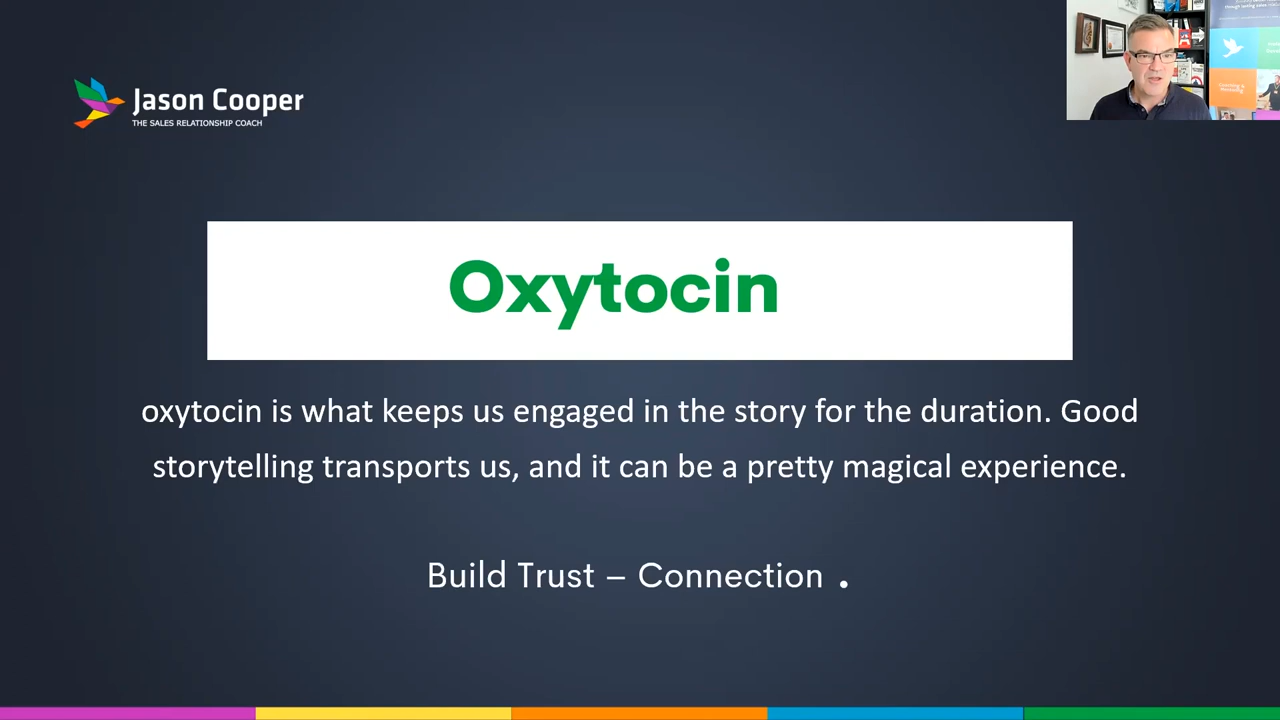 Jason Cooper
THE SALES RELATIONSHIP COACH
Oxytocin
oxytocin is what keeps us engaged in the story for the duration. Good
storytelling transports us, and it can be a pretty magical experience.
Build Trust – Connection .